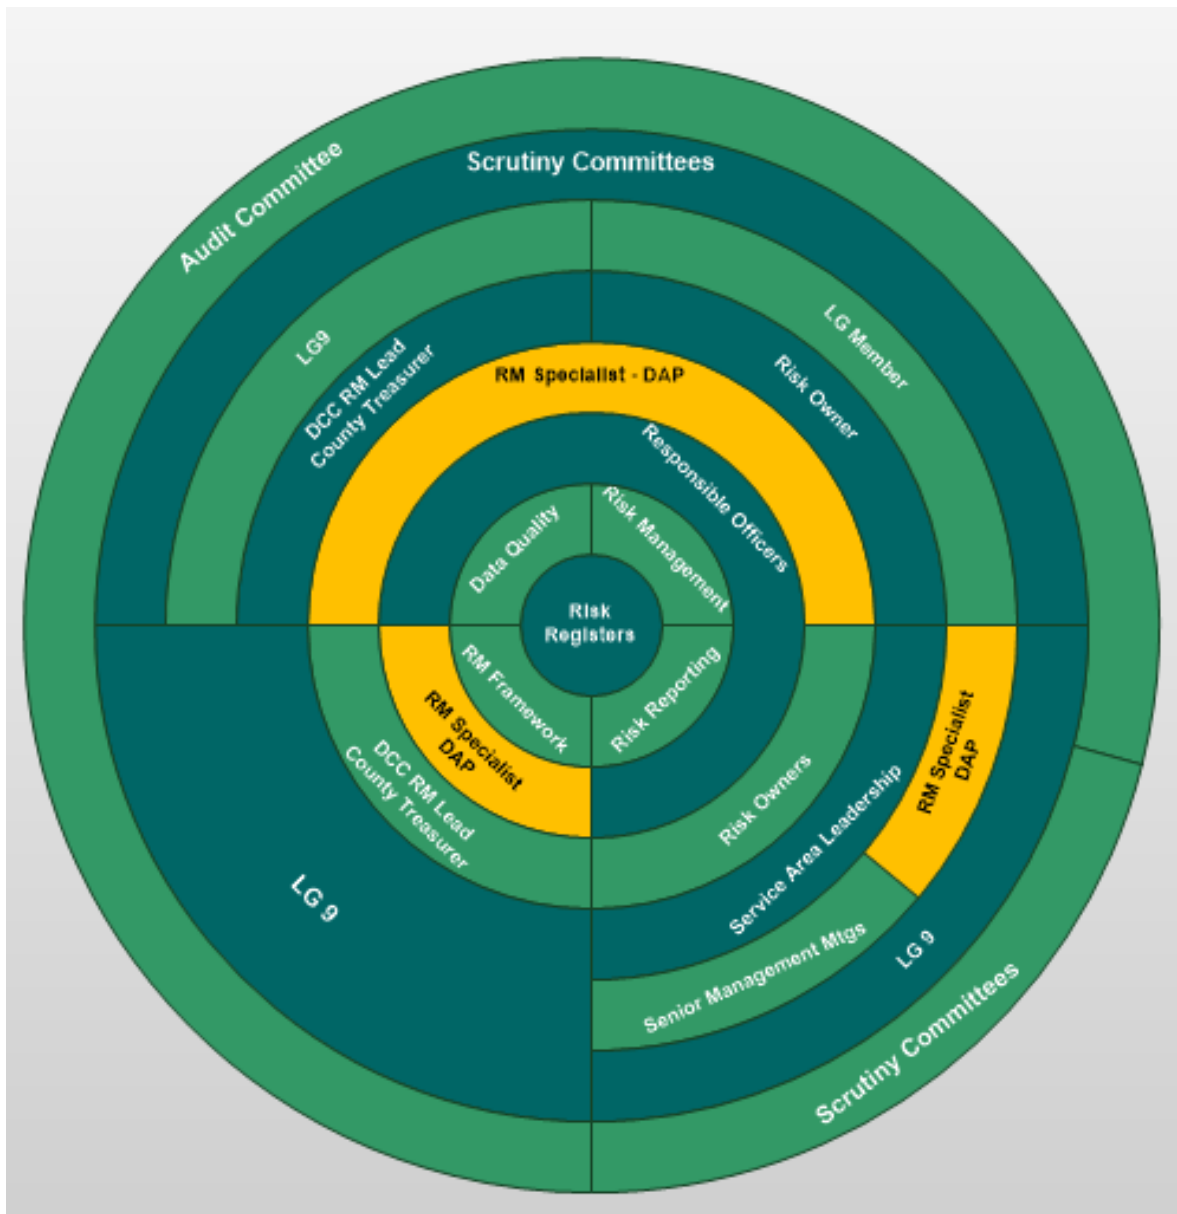 Audit Committee
Scrutiny Committees
LG9
LG Member
DCC RM Lead
County Treasurer
Risk Owner
RM Specialist - DAP
Responsible Officers
Data Quality
Risk Management
Risk
Registers
RM Framework
Risk Reporting
RM Specialist
DAP
DCC RM Lead
County Treasurer
LG 9
Risk Owners
Service Area Leadership
RM Specialist
DAP
Senior Management Mtgs
LG 9
Scrutiny Committees